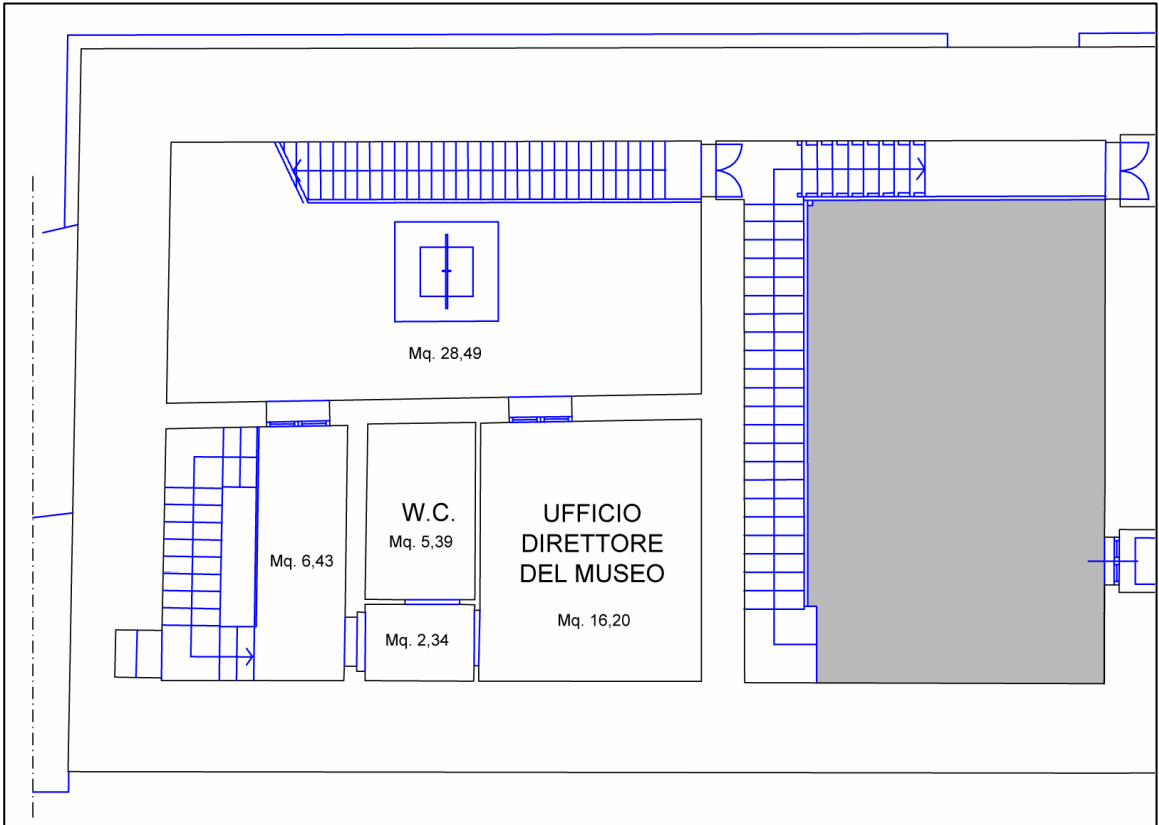 Mq. 28,49
W.C.
Mq. 5,39
UFFICIO
DIRETTORE
DEL MUSEO
Mq. 6,43
Mq. 16,20
Mq. 2,34